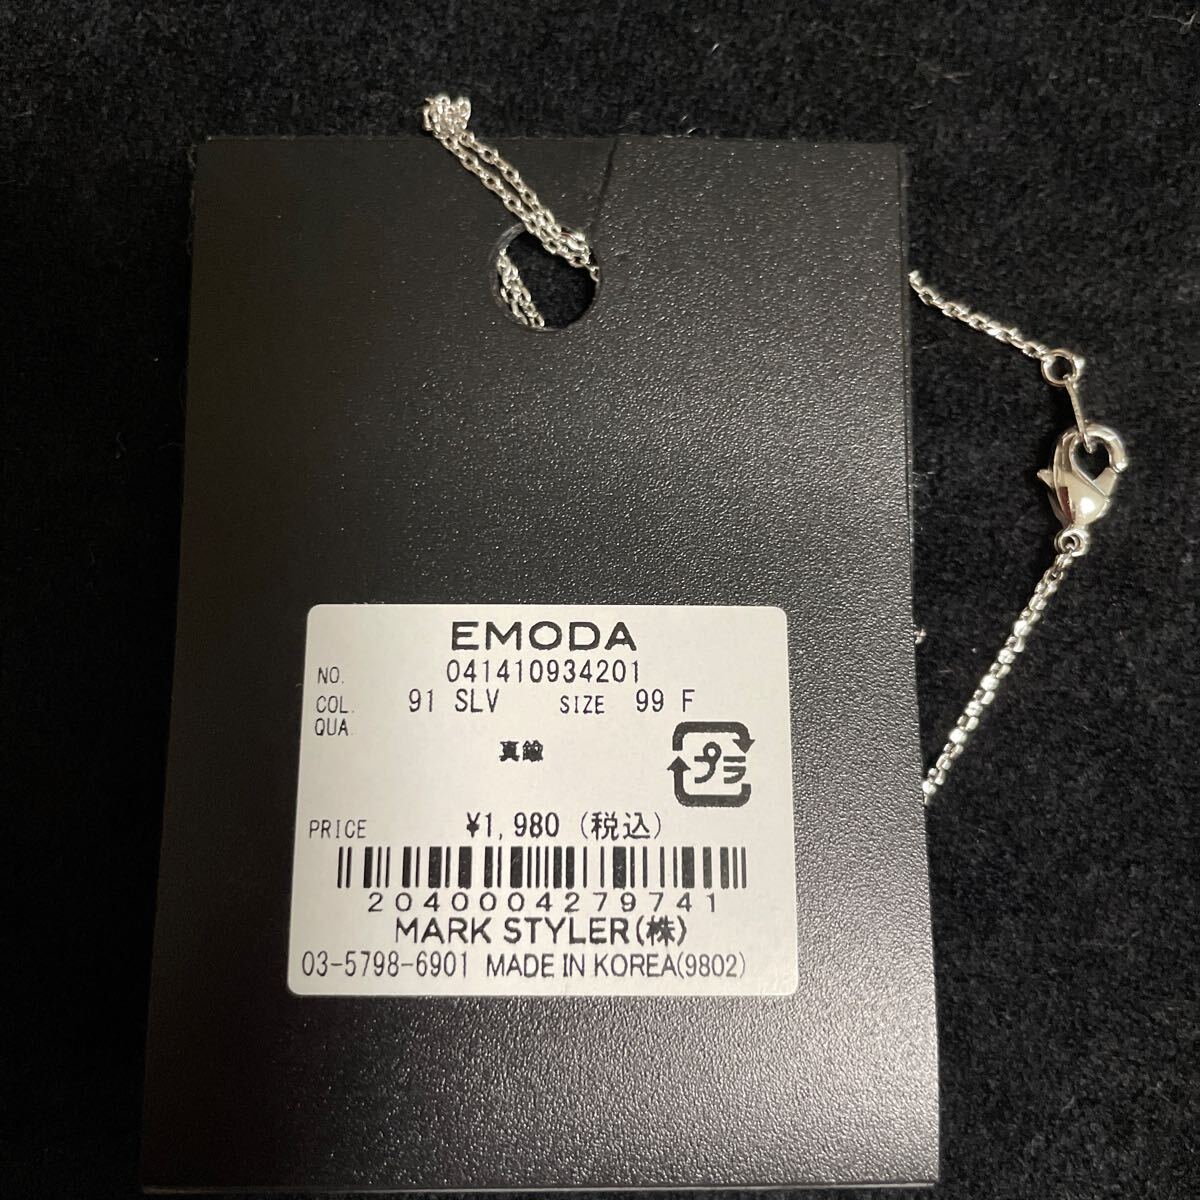 EMODA
NO. 041410934201
COL. 91 SLV SIZE 99 F
QUA.
真鍮
プラ
PRICE ¥1,980 (税込)
2040004279741
MARK STYLER(株)
03-5798-6901 MADE IN KOREA(9802)